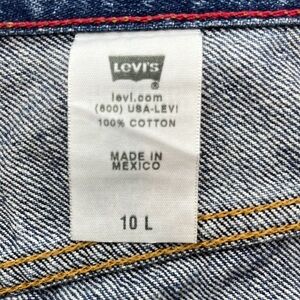 LEVI'S
®
levi.com
(800) USA-LEVI
100% COTTON
MADE IN
MEXICO
10 L